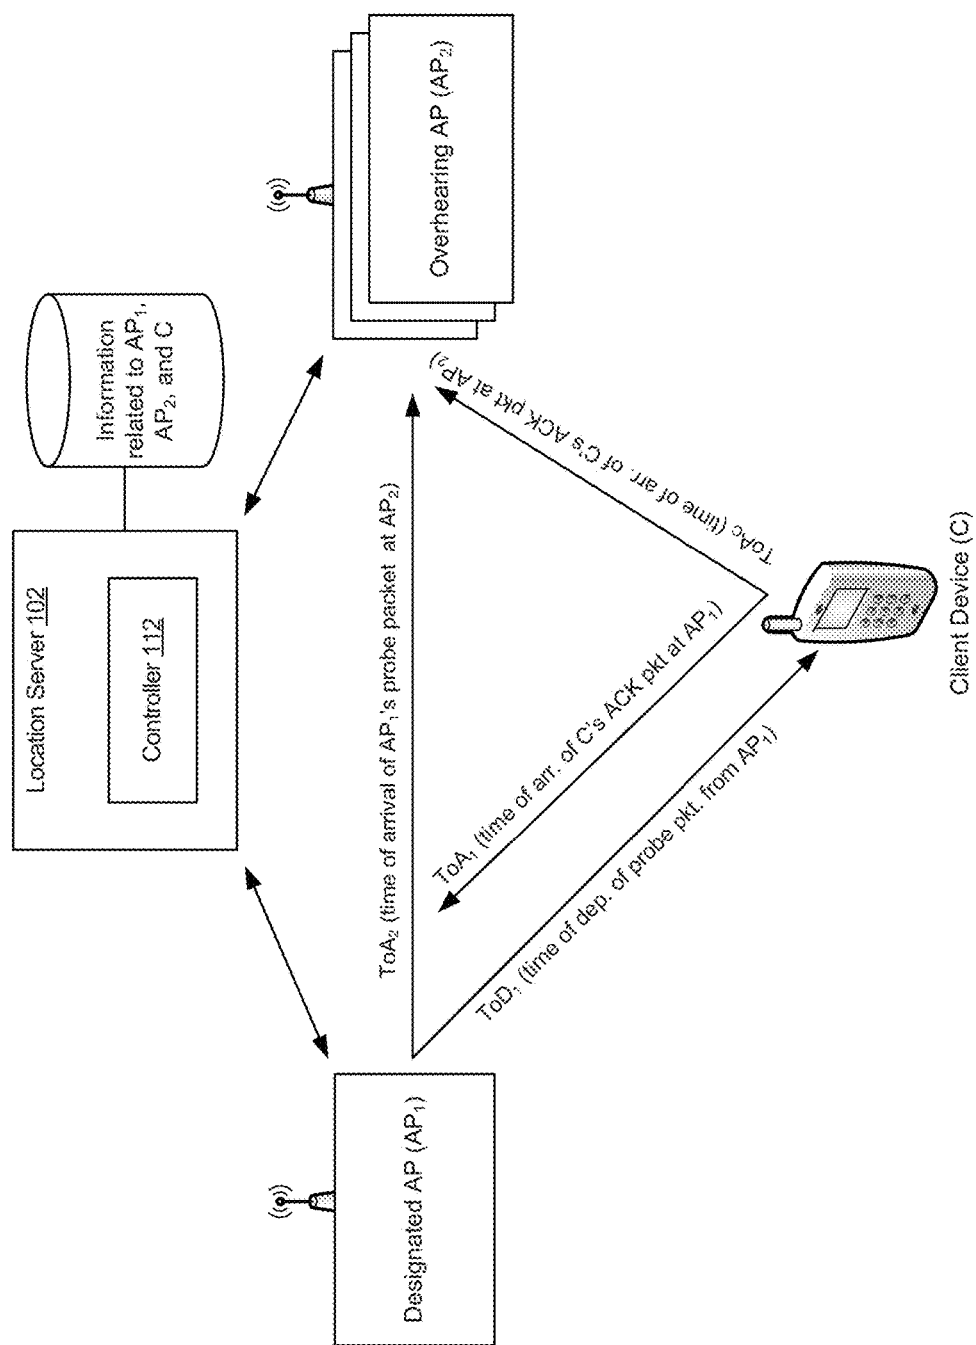 Location Server 102
Controller 112
Information
related to AP₁,
AP₂, and C
Designated AP (AP₁)
Overhearing AP (AP₂)
ToA₂ (time of arrival of AP₁'s probe packet at AP₂)
ToA₁ (time of arr. of C's ACK pkt at AP₁)
ToD₁ (time of dep. of probe pkt. from AP₁)
ToA_C (time of arr. of C's ACK pkt at AP₂)
Client Device (C)